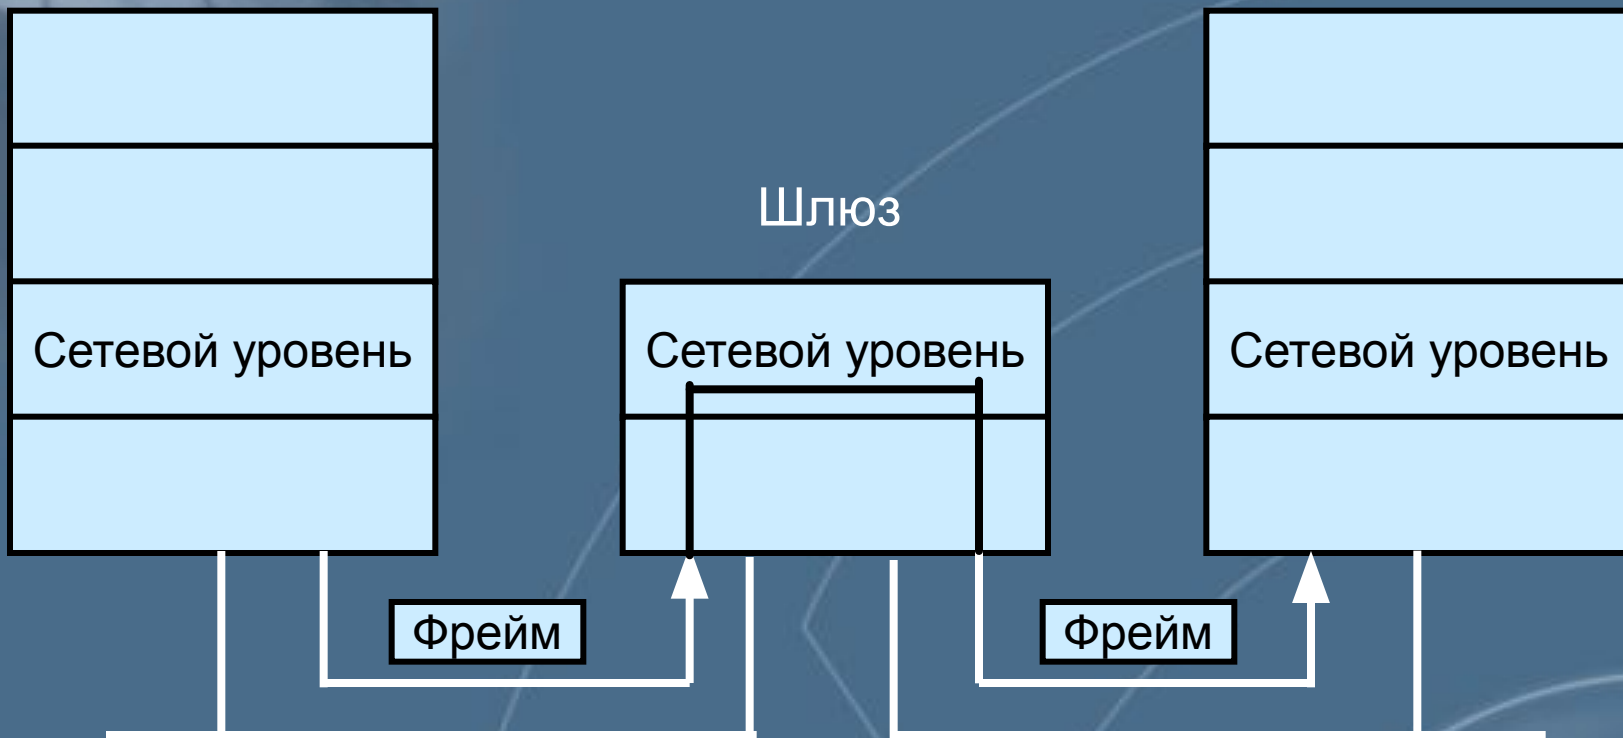 Шлюз
Сетевой уровень
Сетевой уровень
Сетевой уровень
Фрейм
Фрейм